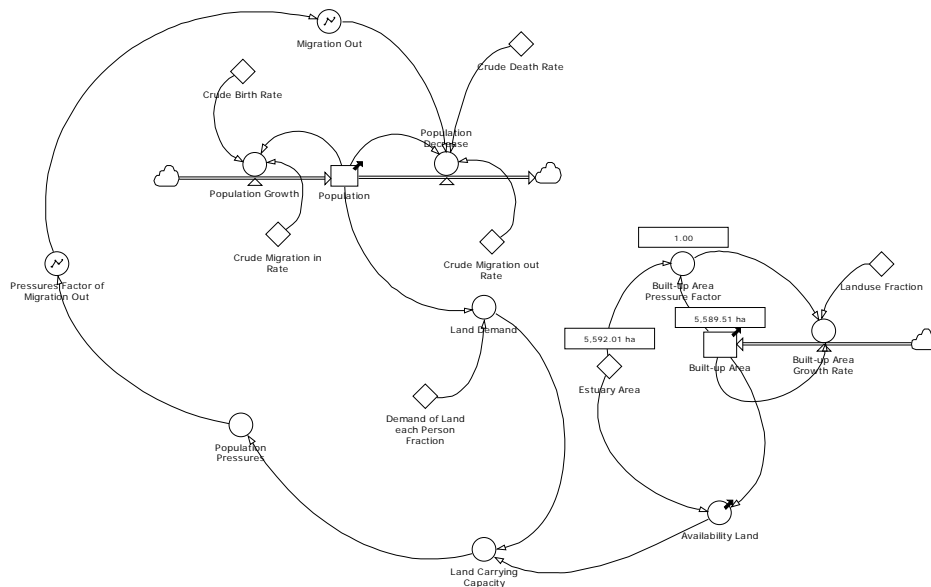 Migration Out
Crude Death Rate
Crude Birth Rate
Population
Decrease
Population Growth
Population
Crude Migration in
Rate
Crude Migration out
Rate
1.00
Pressures Factor of
Migration Out
Built-up Area
Pressure Factor
Landuse Fraction
Land Demand
5,589.51 ha
5,592.01 ha
Built-up Area
Built-up Area
Growth Rate
Estuary Area
Demand of Land
each Person
Fraction
Population
Pressures
Availability Land
Land Carrying
Capacity